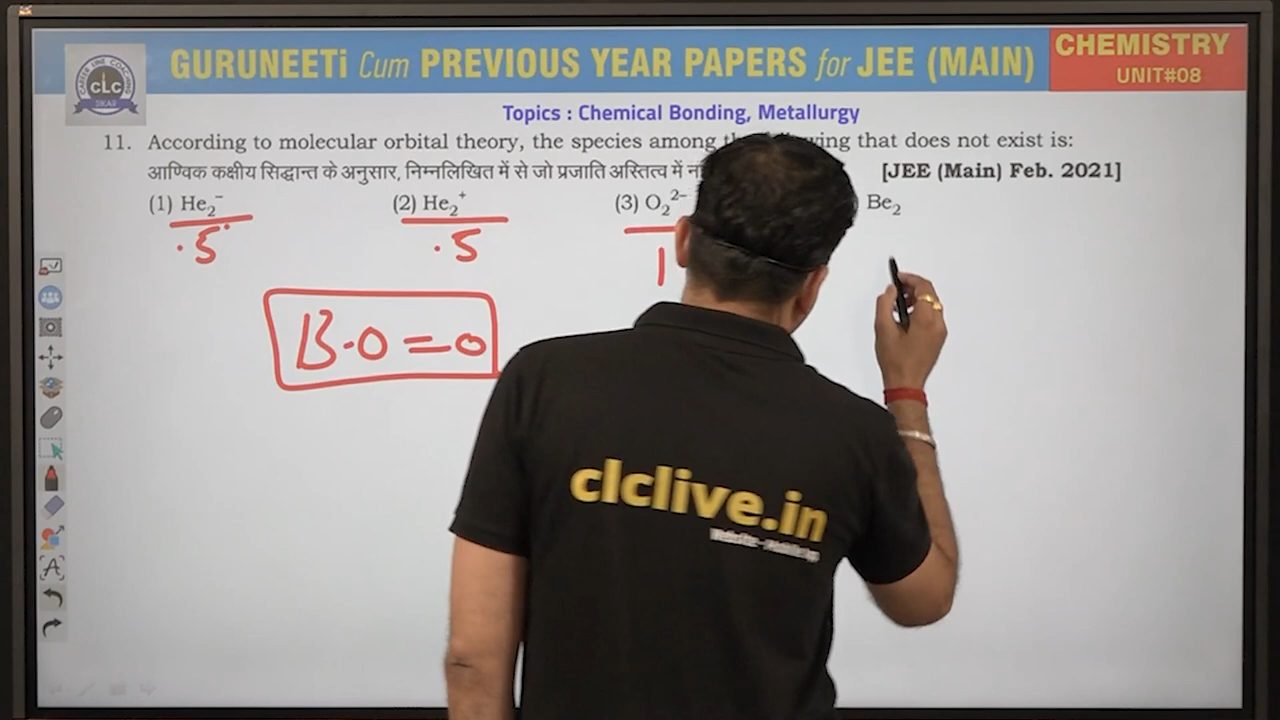 GURUNEETi Cum PREVIOUS YEAR PAPERS for JEE (MAIN)
CHEMISTRY
UNIT#08
CLC
SIKAR
Topics : Chemical Bonding, Metallurgy
11. According to molecular orbital theory, the species among that does not exist is:
आण्विक कक्षीय सिद्धान्त के अनुसार, निम्नलिखित में से जो प्रजाति अस्तित्व में [JEE (Main) Feb. 2021]
(1) He₂⁻ (2) He₂⁺ (3) O₂²⁻ Be₂
.5 .5 1
B.O = 0
clclive.in